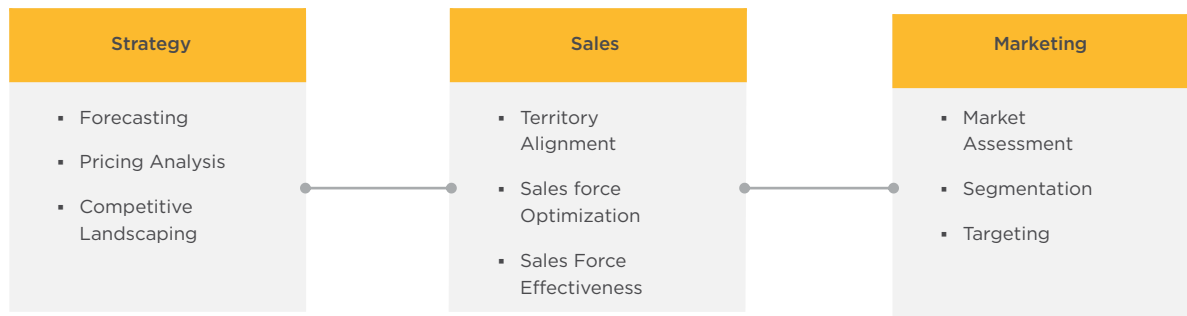 Strategy
▪ Forecasting
▪ Pricing Analysis
▪ Competitive
Landscaping
Sales
▪ Territory
Alignment
▪ Sales force
Optimization
▪ Sales Force
Effectiveness
Marketing
▪ Market
Assessment
▪ Segmentation
▪ Targeting